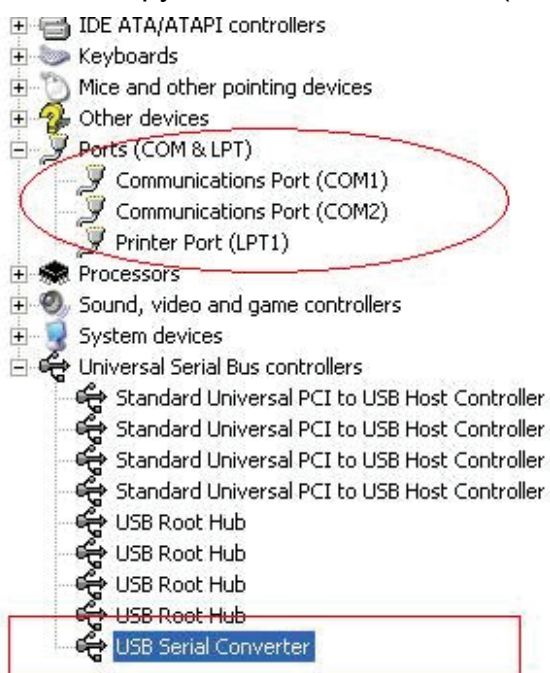 IDE ATA/ATAPI controllers
Keyboards
Mice and other pointing devices
Other devices
Ports (COM & LPT)
Communications Port (COM1)
Communications Port (COM2)
Printer Port (LPT1)
Processors
Sound, video and game controllers
System devices
Universal Serial Bus controllers
Standard Universal PCI to USB Host Controller
Standard Universal PCI to USB Host Controller
Standard Universal PCI to USB Host Controller
Standard Universal PCI to USB Host Controller
USB Root Hub
USB Root Hub
USB Root Hub
USB Root Hub
USB Serial Converter